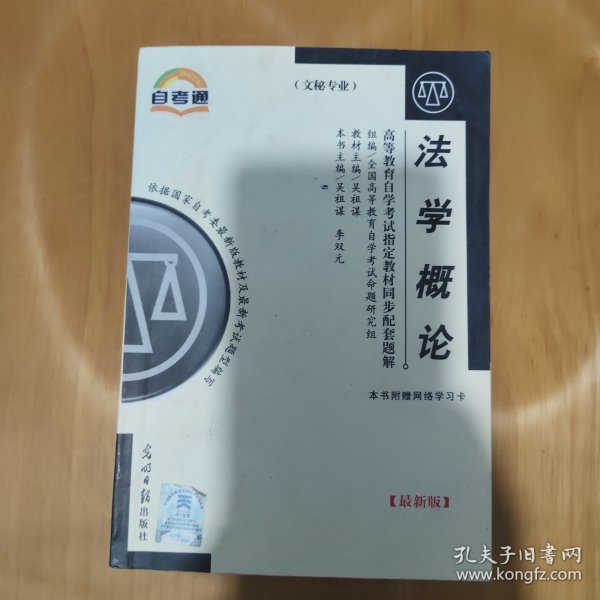 自考通
（文秘专业）
法学概论
高等教育自学考试指定教材同步配套题解
组编/全国高等教育自学考试命题研究组
教材主编/吴祖谋
本书主编/吴祖谋 李双元
依据国家自考委最新版教材及最新考试题型编写
本书附赠网络学习卡
【最新版】
光明日报出版社
孔夫子旧书网
www.kongfz.com